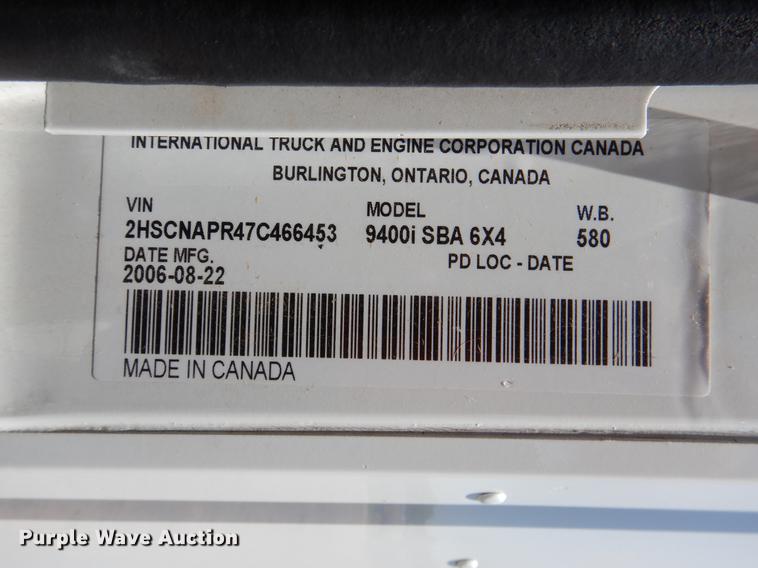 INTERNATIONAL TRUCK AND ENGINE CORPORATION CANADA
BURLINGTON, ONTARIO, CANADA
VIN MODEL W.B.
2HSCNAPR47C466453 9400i SBA 6X4 580
DATE MFG. PD LOC - DATE
2006-08-22
MADE IN CANADA
Purple Wave Auction